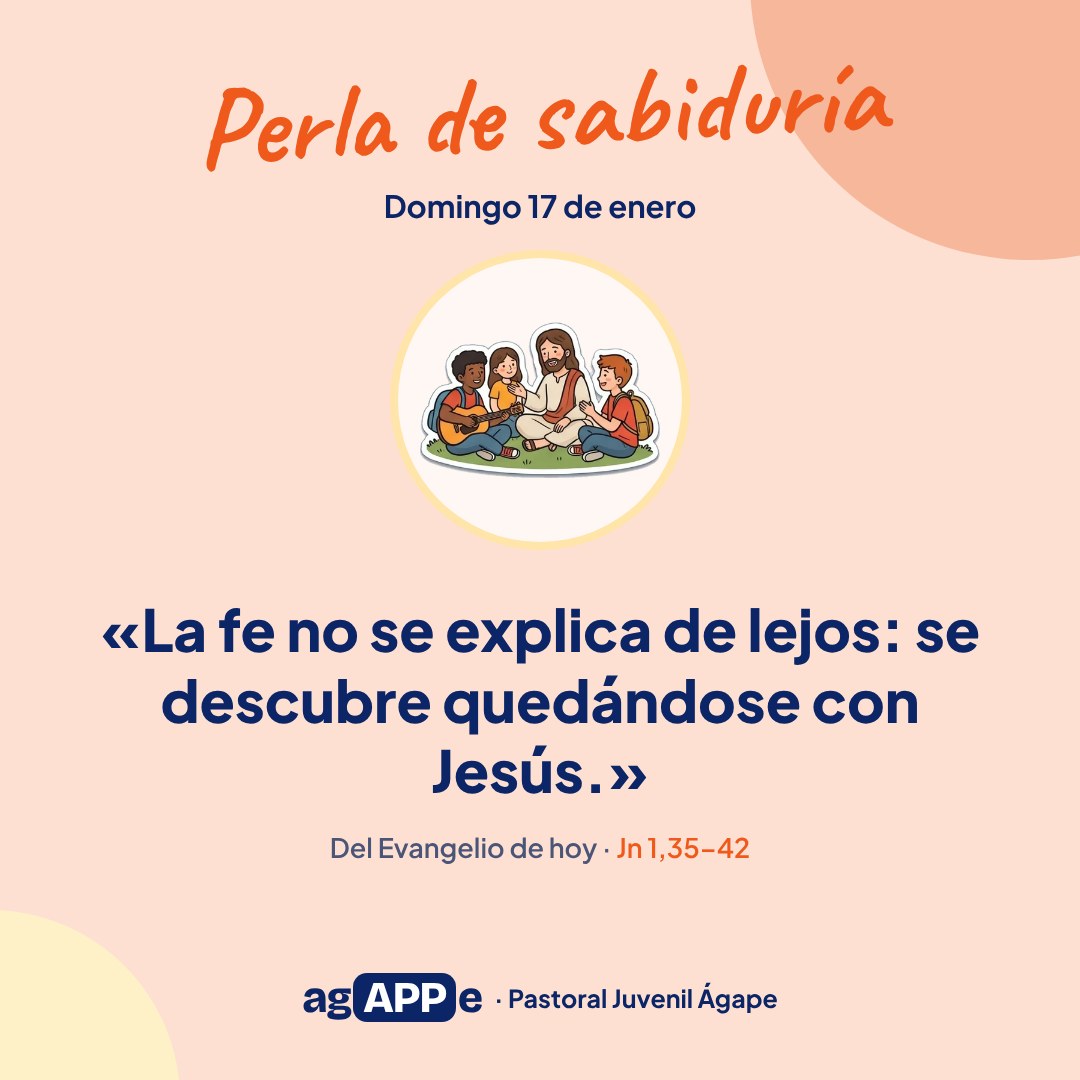 Perla de sabiduría
Domingo 17 de enero
«La fe no se explica de lejos: se
descubre quedándose con
Jesús.»
Del Evangelio de hoy · Jn 1,35–42
agAPPe · Pastoral Juvenil Ágape